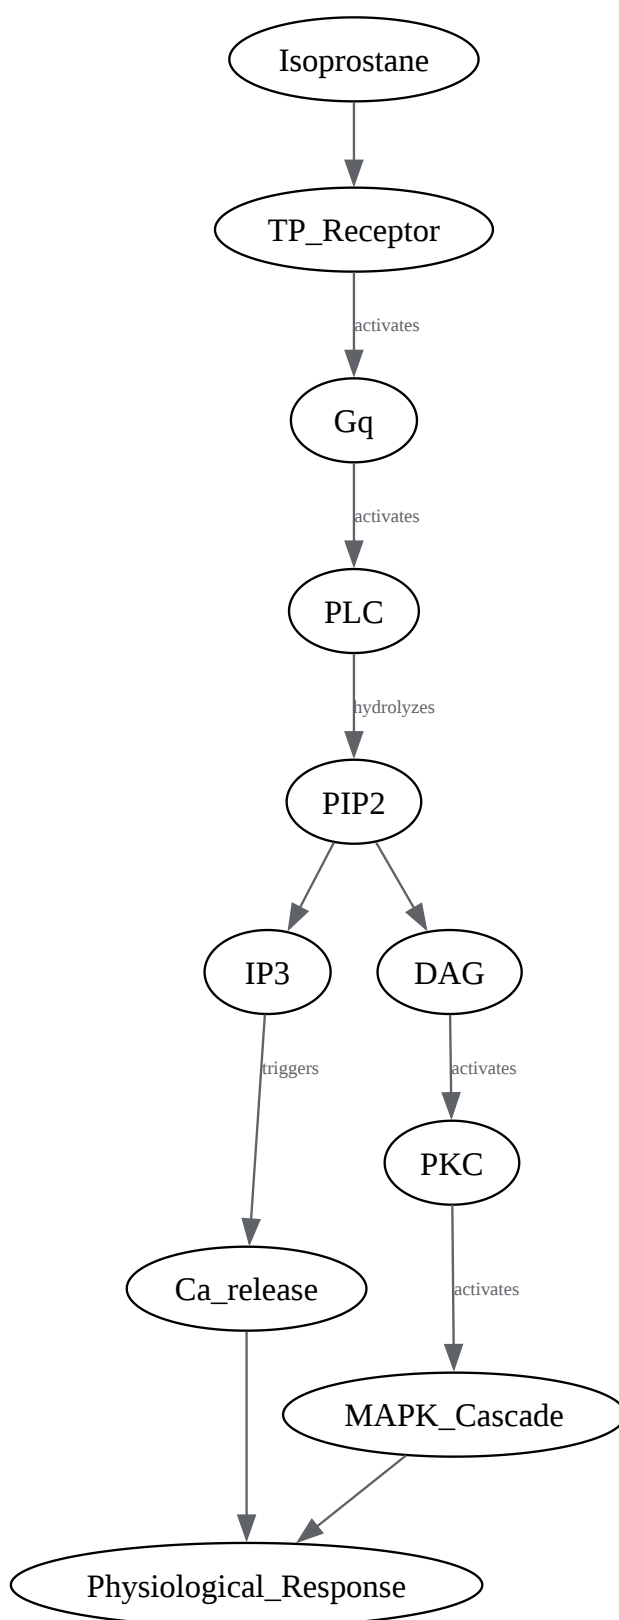 Isoprostane
TP_Receptor
activates
Gq
activates
PLC
hydrolyzes
PIP2
IP3
DAG
triggers
activates
PKC
Ca_release
activates
MAPK_Cascade
Physiological_Response